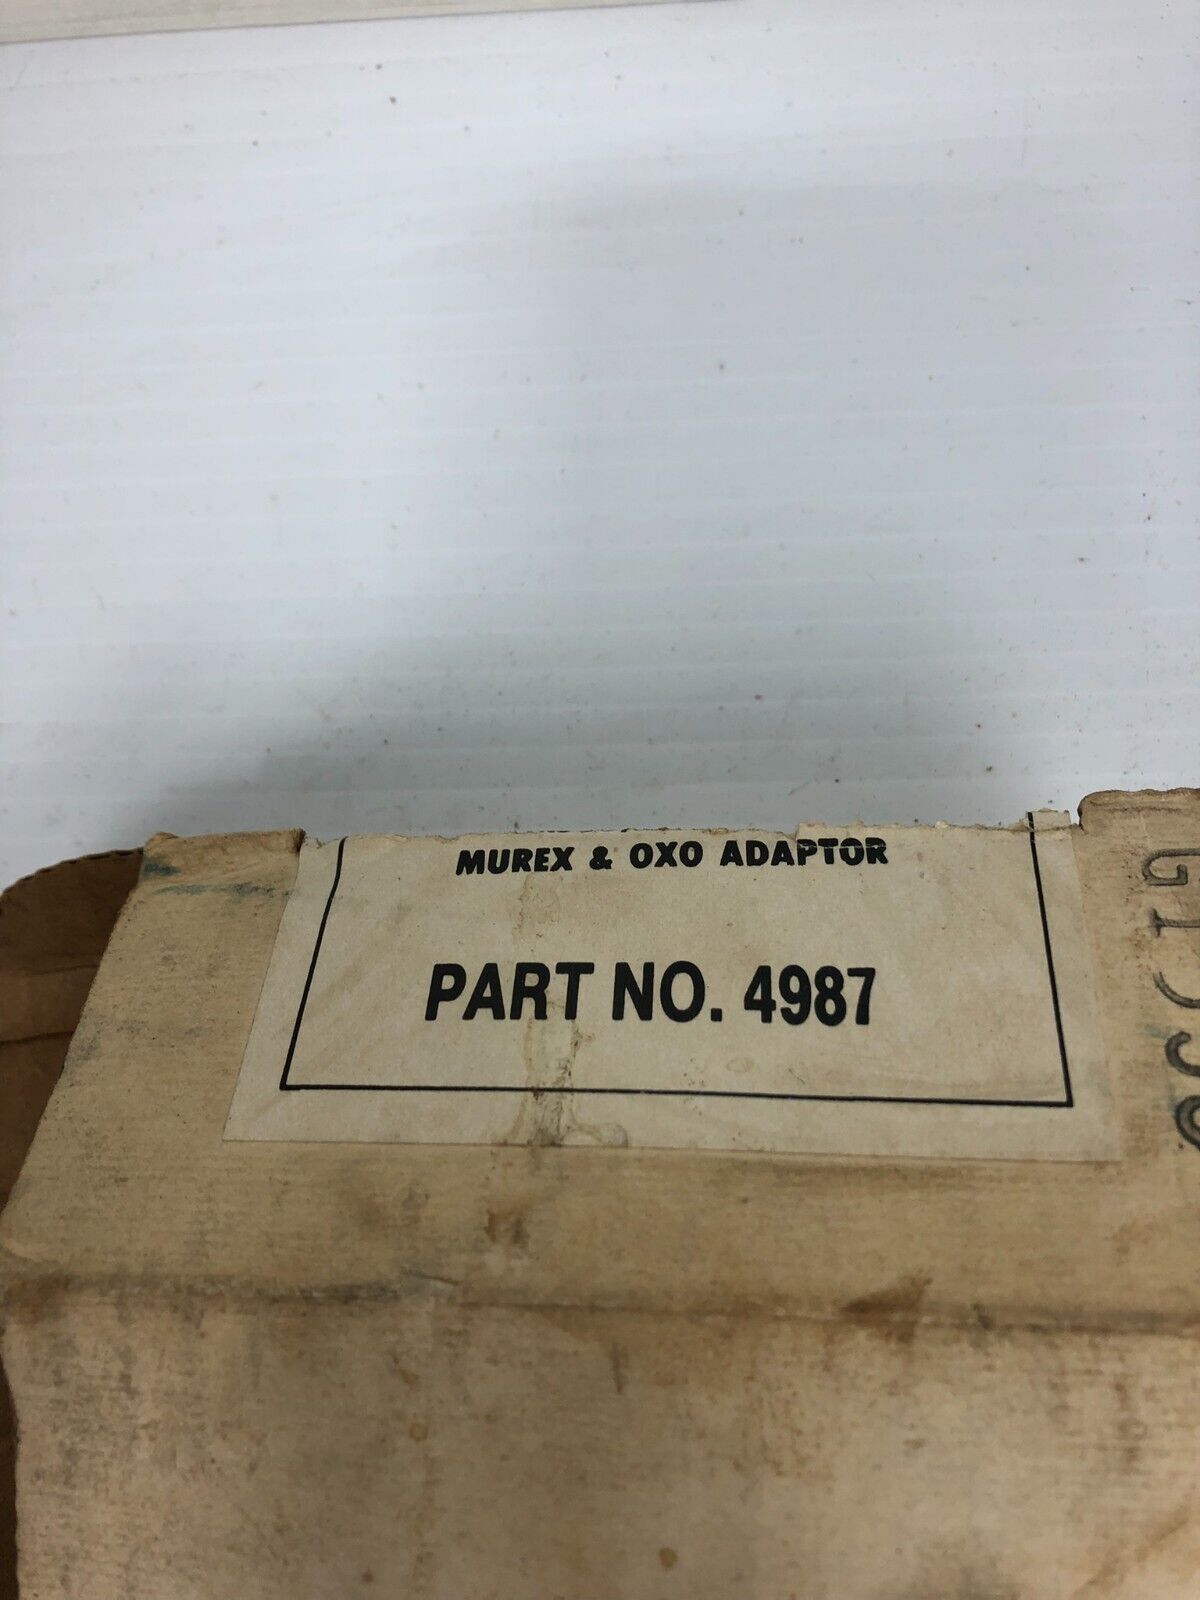 MUREX & OXO ADAPTOR
PART NO. 4987